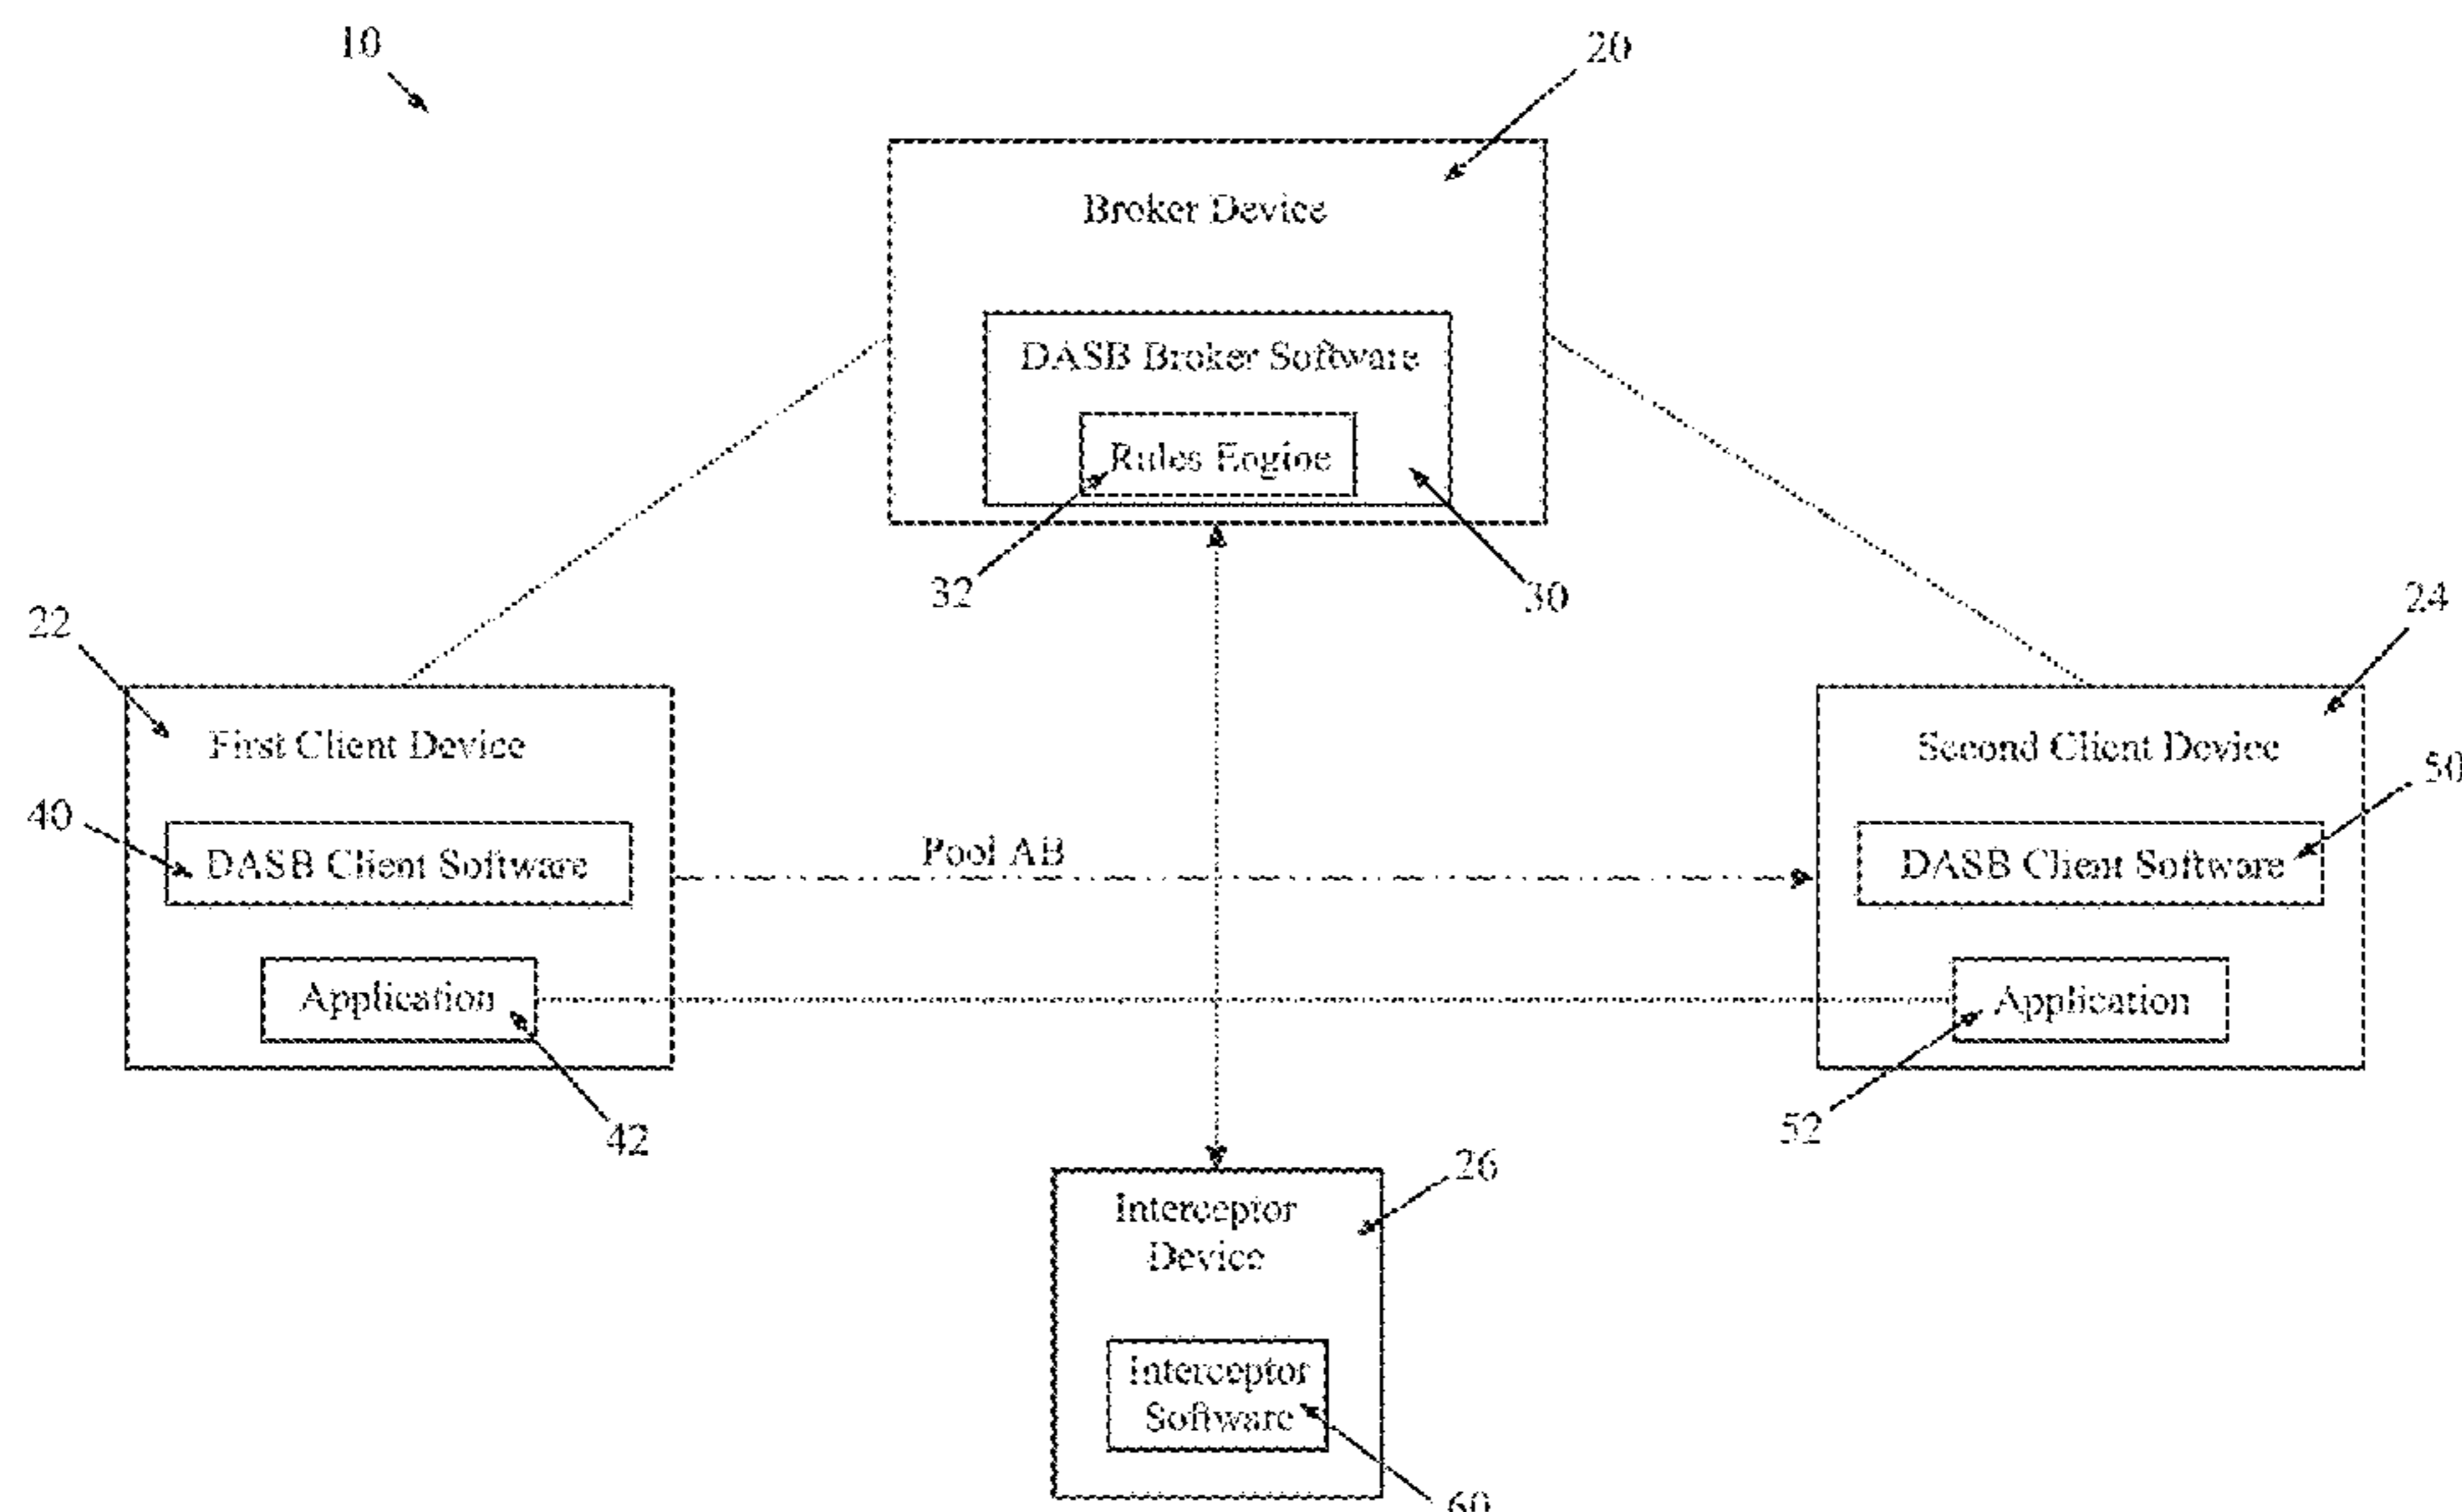 10
20
Broker Device
DASB Broker Software
Rules Engine
32
30
22
24
First Client Device
Second Client Device
50
40
DASB Client Software
Pool AB
DASB Client Software
Application
Application
42
52
26
Interceptor
Device
Interceptor
Software
60